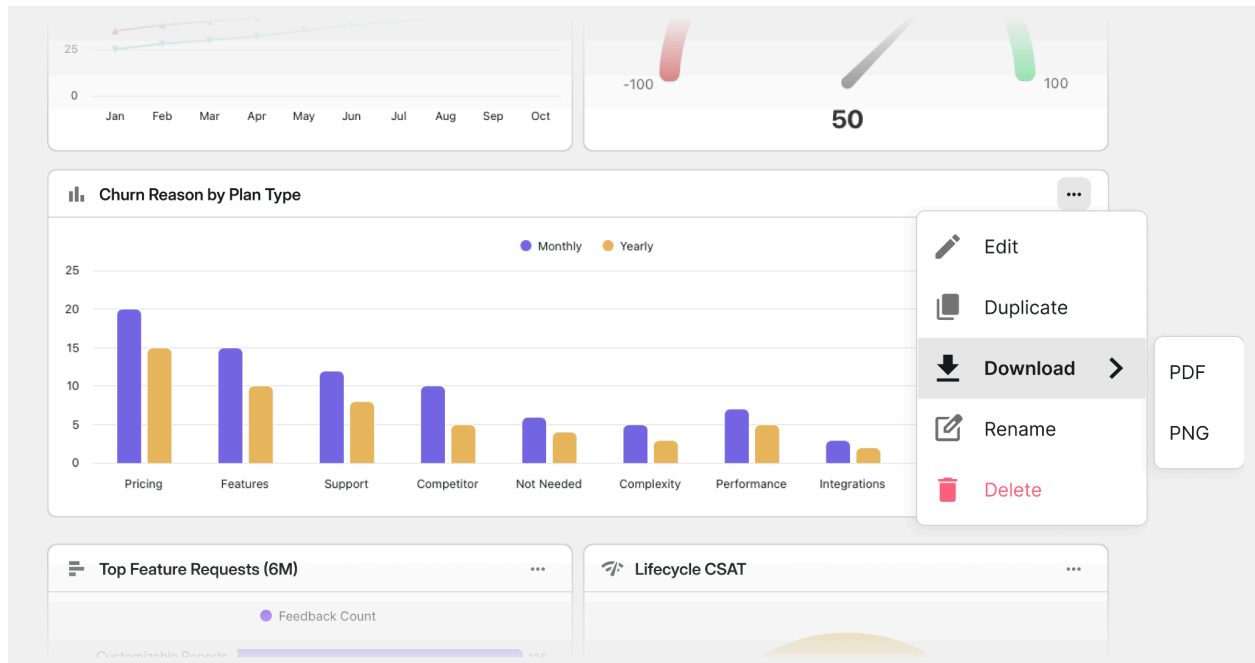 25
0
Jan Feb Mar Apr May Jun Jul Aug Sep Oct
-100
100
50
Churn Reason by Plan Type
Monthly Yearly
25
20
15
10
5
0
Pricing Features Support Competitor Not Needed Complexity Performance Integrations
Edit
Duplicate
Download
Rename
Delete
PDF
PNG
Top Feature Requests (6M)
Feedback Count
Customizable Reports
Lifecycle CSAT